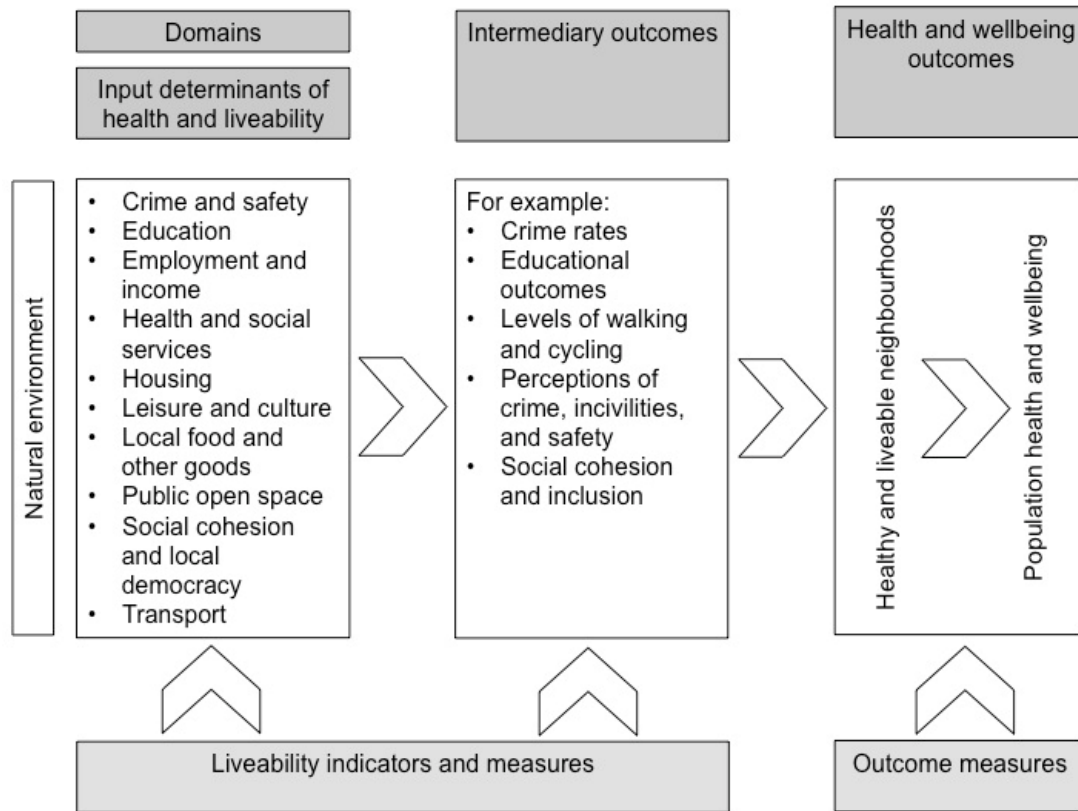 Domains
Input determinants of
health and liveability
Intermediary outcomes
Health and wellbeing
outcomes
Natural environment
• Crime and safety
• Education
• Employment and
income
• Health and social
services
• Housing
• Leisure and culture
• Local food and
other goods
• Public open space
• Social cohesion
and local
democracy
• Transport
For example:
• Crime rates
• Educational
outcomes
• Levels of walking
and cycling
• Perceptions of
crime, incivilities,
and safety
• Social cohesion
and inclusion
Healthy and liveable neighbourhoods
Population health and wellbeing
Liveability indicators and measures
Outcome measures